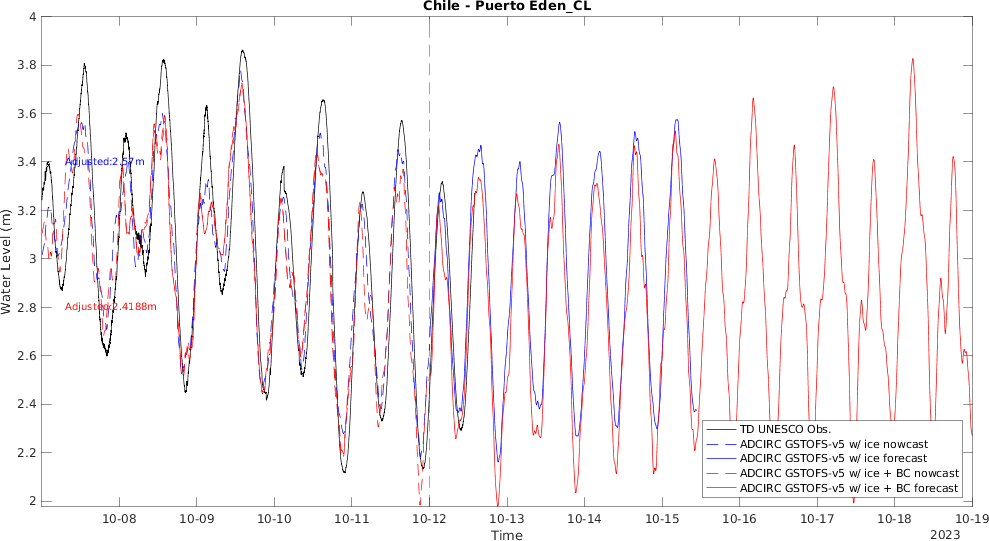 Chile - Puerto Eden_CL
4
3.8
3.6
3.4
3.2
3
2.8
2.6
2.4
2.2
2
Water Level (m)
Adjusted:2.57m
Adjusted:2.4188m
TD UNESCO Obs.
ADCIRC GSTOFS-v5 w/ ice nowcast
ADCIRC GSTOFS-v5 w/ ice forecast
ADCIRC GSTOFS-v5 w/ ice + BC nowcast
ADCIRC GSTOFS-v5 w/ ice + BC forecast
10-08 10-09 10-10 10-11 10-12 10-13 10-14 10-15 10-16 10-17 10-18 10-19
Time
2023